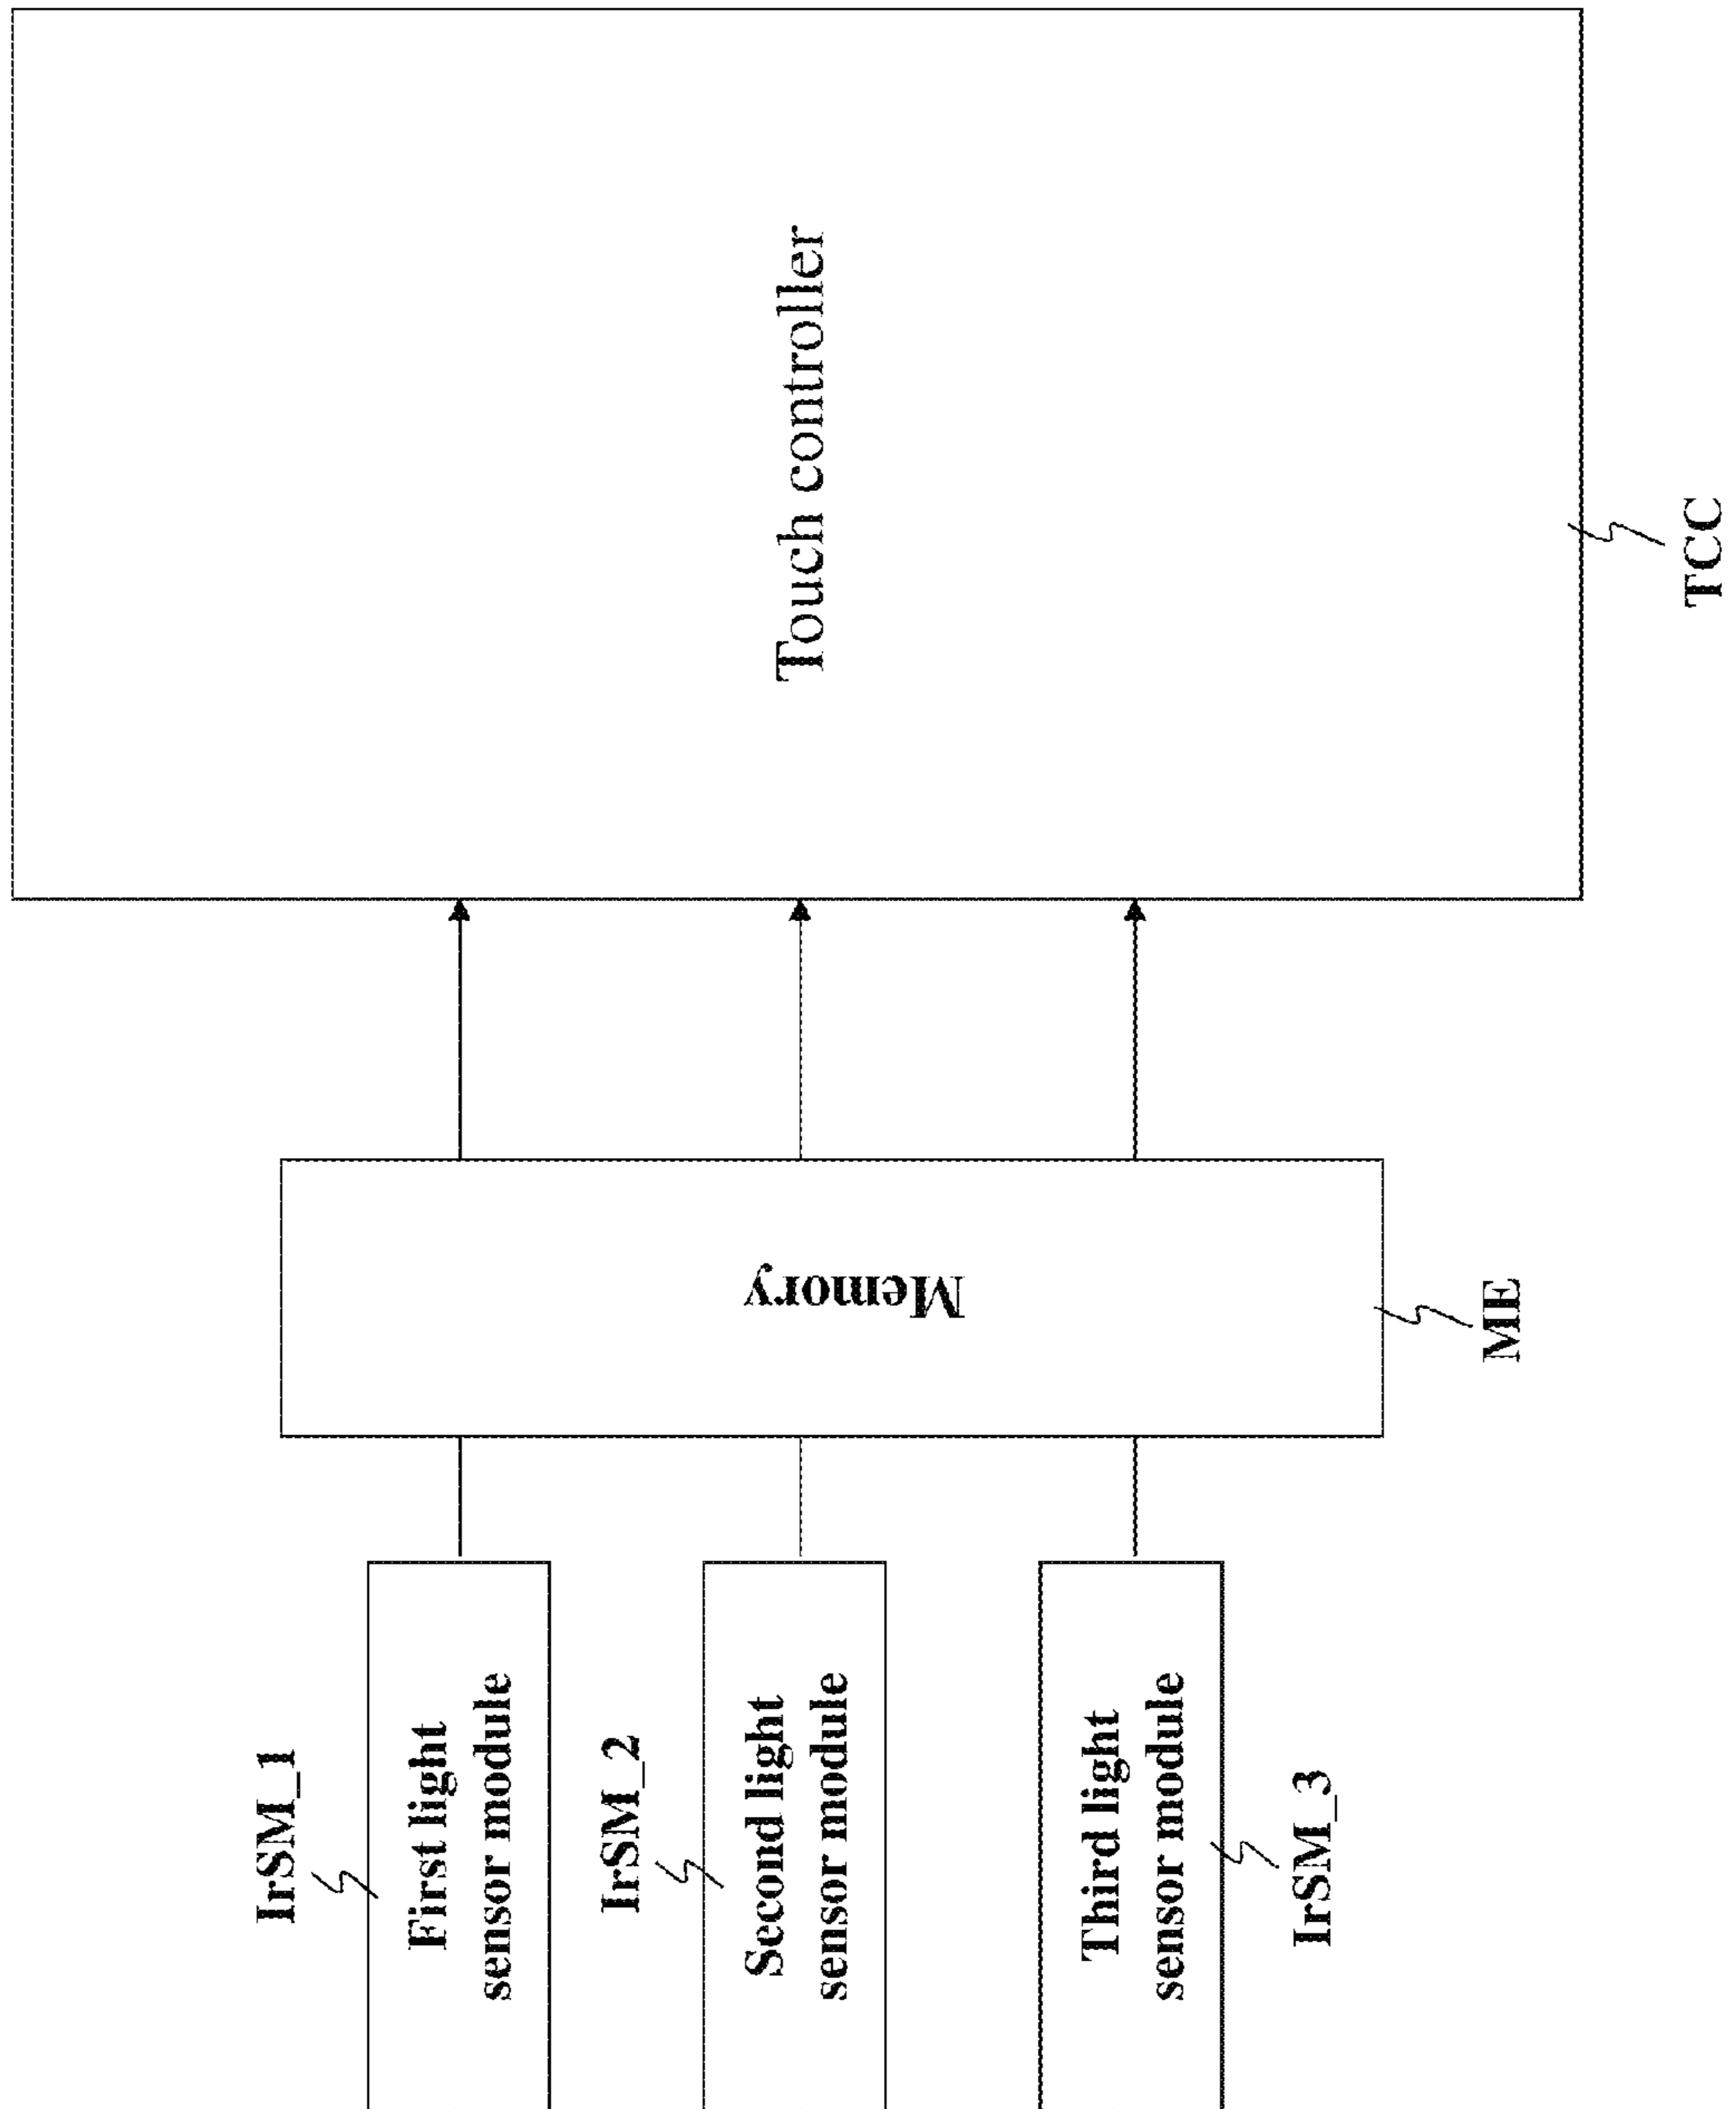 IrSM_1
First light
sensor module
IrSM_2
Second light
sensor module
Third light
sensor module
IrSM_3
Memory
ME
Touch controller
TCC